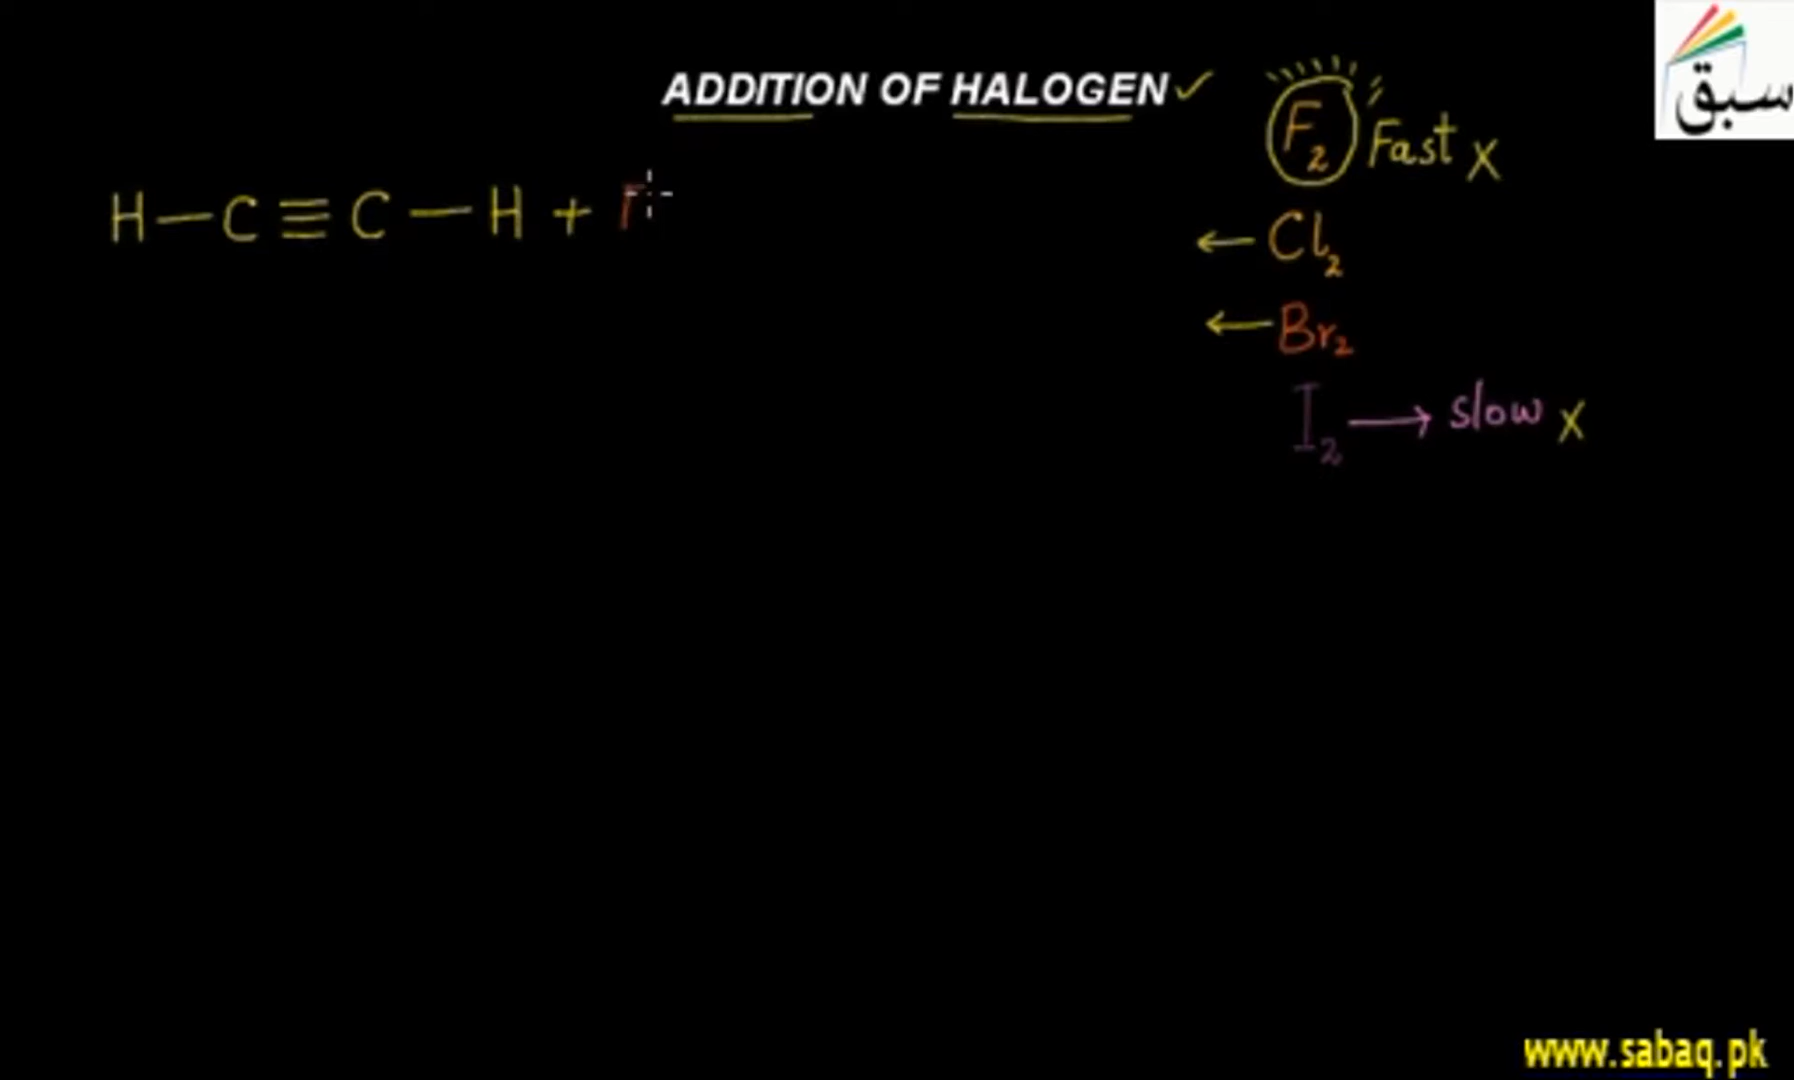 ADDITION OF HALOGEN ✓
F₂ Fast X
H—C≡C—H +
← Cl₂
← Br₂
I₂ → slow X
سبق
www.sabaq.pk